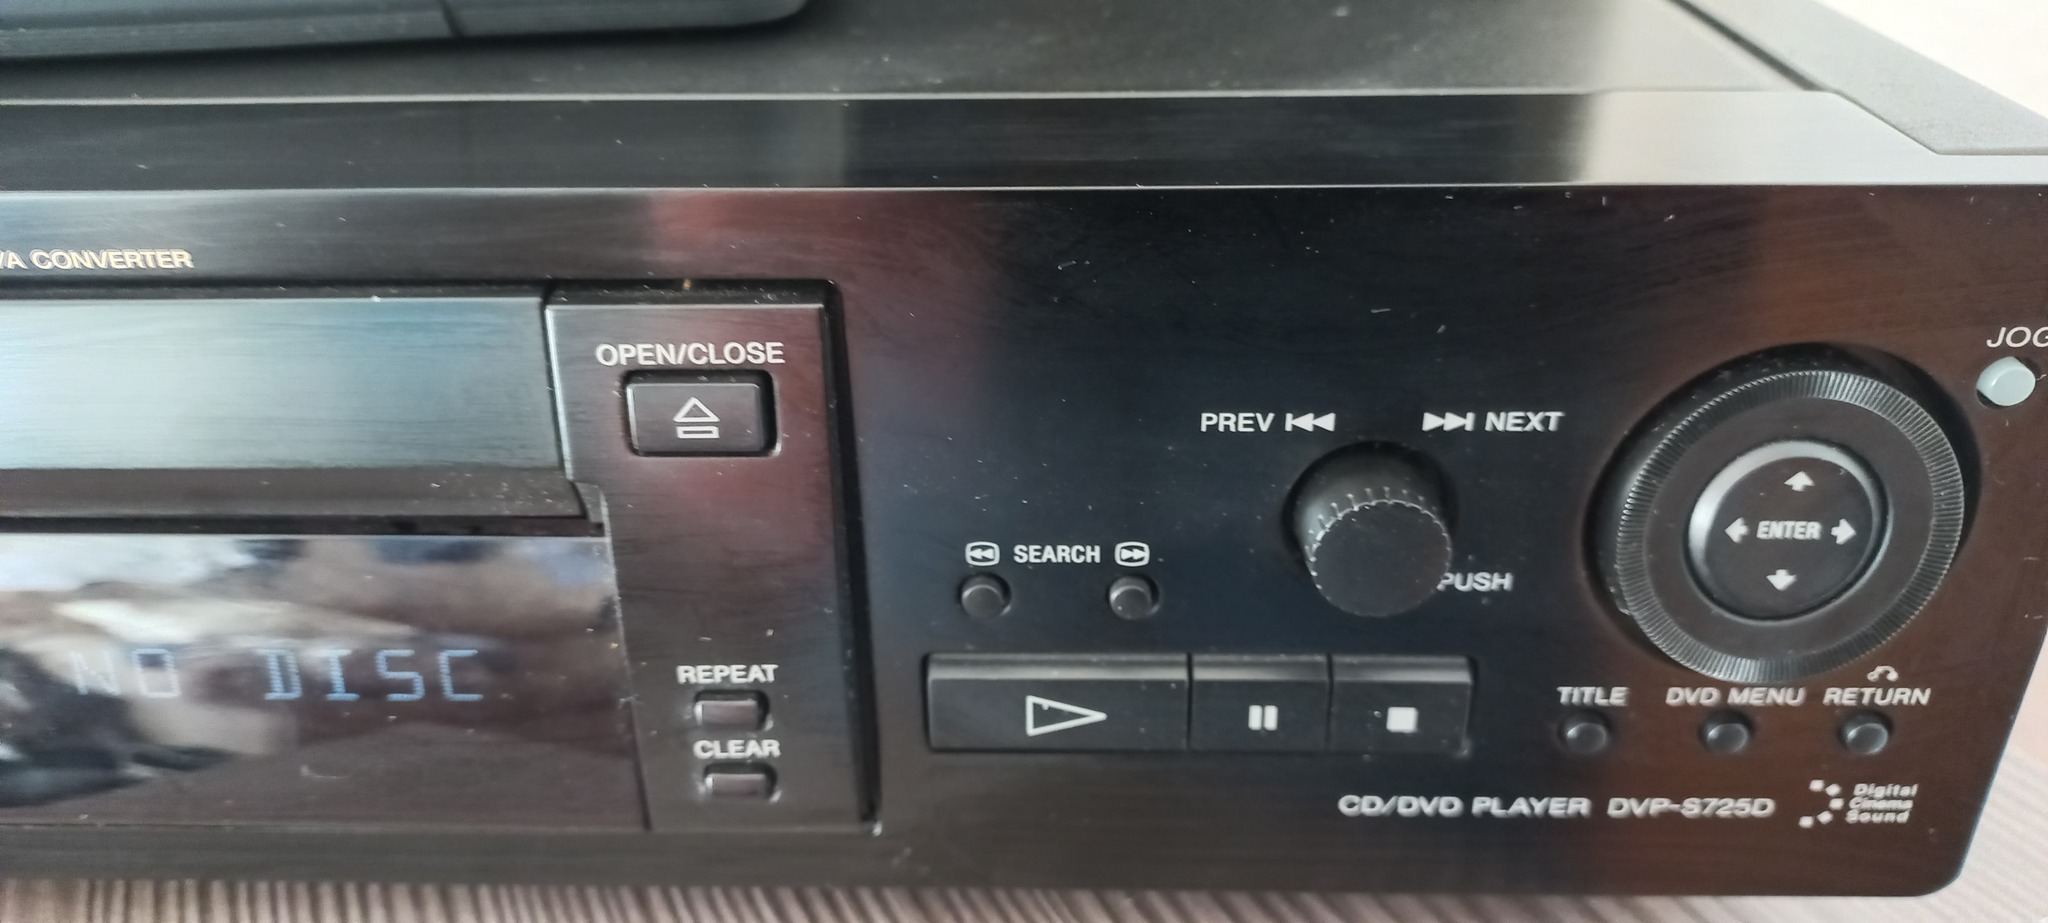 /A CONVERTER
OPEN/CLOSE
JOG
PREV
NEXT
ENTER
SEARCH
PUSH
NO DISC
REPEAT
TITLE
DVD MENU
RETURN
CLEAR
CD/DVD PLAYER DVP-S725D
Digital
Cinema
Sound